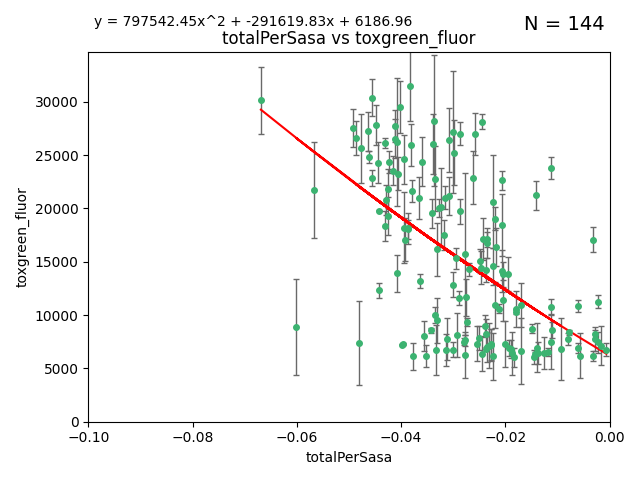 y = 797542.45x^2 + -291619.83x + 6186.96
N = 144
totalPerSasa vs toxgreen_fluor
30000
25000
20000
15000
10000
5000
0
toxgreen_fluor
−0.10 −0.08 −0.06 −0.04 −0.02 0.00
totalPerSasa